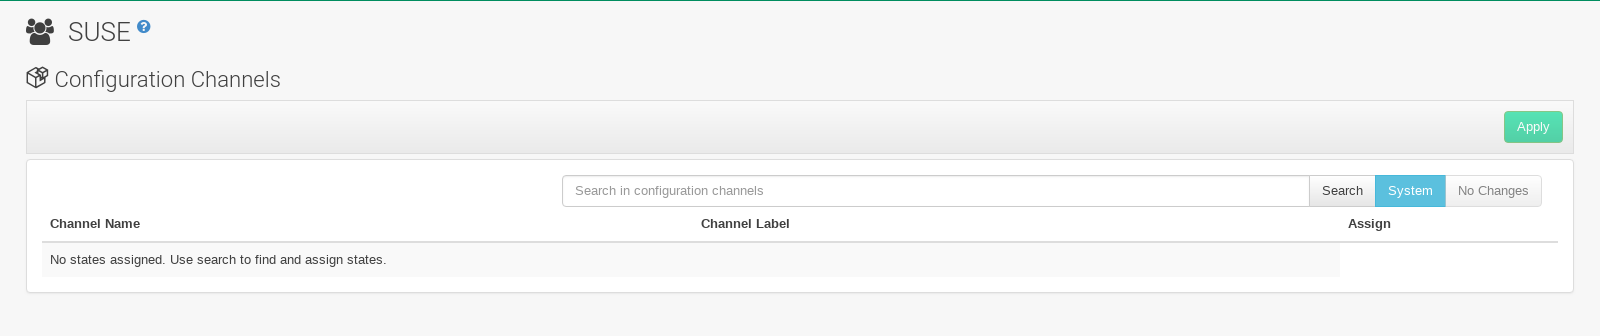 SUSE ?
Configuration Channels
Apply
Search in configuration channels Search System No Changes
Channel Name Channel Label Assign
No states assigned. Use search to find and assign states.